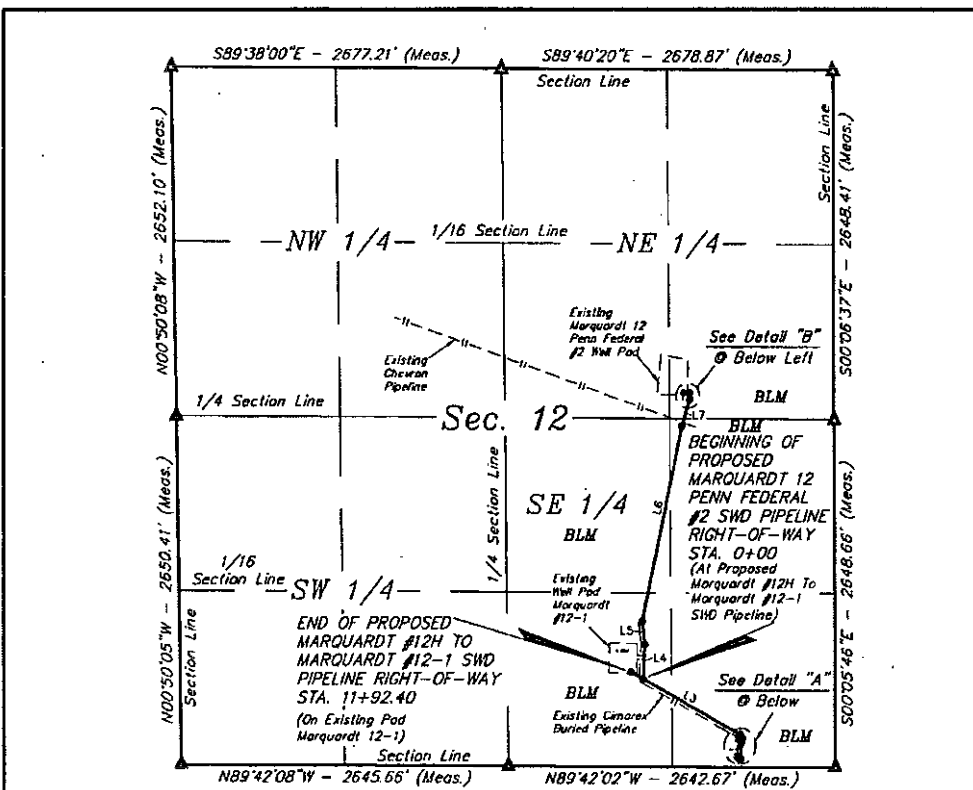 S89°38'00"E - 2677.21' (Meas.)
S89°40'20"E - 2678.87' (Meas.)
Section Line
Section Line
N00°50'08"W - 2652.10' (Meas.)
S00°06'37"E - 2648.41' (Meas.)
NW 1/4
1/16 Section Line
NE 1/4
Existing
Marquardt 12
Penn Federal
#2 Well Pad
See Detail "B"
@ Below Left
Existing
Chevron
Pipeline
BLM
1/4 Section Line
Sec. 12
L7
BLM
BEGINNING OF
PROPOSED
MARQUARDT 12
PENN FEDERAL
#2 SWD PIPELINE
RIGHT-OF-WAY
STA. 0+00
(At Proposed
Marquardt #12H To
Marquardt #12-1
SWD Pipeline)
1/4 Section Line
SE 1/4
BLM
L6
N00°50'05"W - 2650.41' (Meas.)
S00°05'46"E - 2648.66' (Meas.)
1/16
Section Line
SW 1/4
Existing
Well Pad
Marquardt
#12-1
END OF PROPOSED
MARQUARDT #12H TO
MARQUARDT #12-1 SWD
PIPELINE RIGHT-OF-WAY
STA. 11+92.40
(On Existing Pad
Marquardt 12-1)
L5
L4
L3
Section Line
BLM
Existing Cimarex
Buried Pipeline
See Detail "A"
@ Below
BLM
Section Line
N89°42'08"W - 2645.66' (Meas.)
N89°42'02"W - 2642.67' (Meas.)